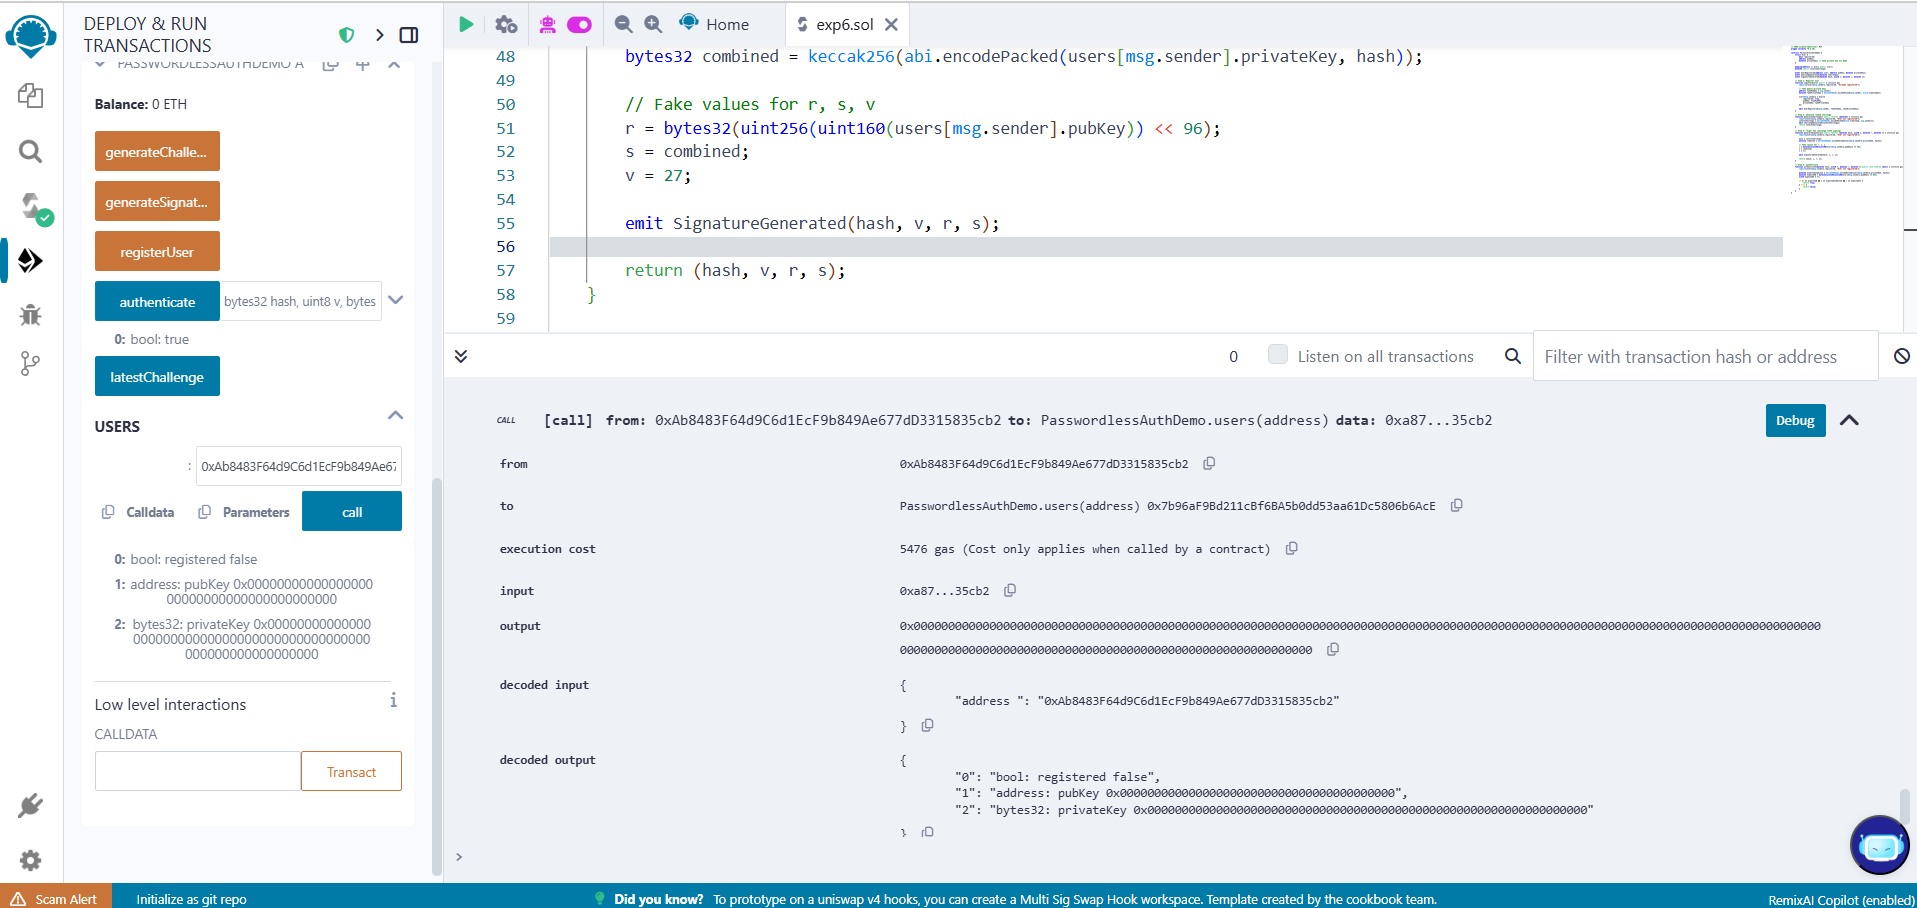 DEPLOY & RUN
TRANSACTIONS
PASSWORDLESSAUTHDEMO A
Balance: 0 ETH
generateChalle...
generateSignat...
registerUser
authenticate
bytes32 hash, uint8 v, bytes
0: bool: true
latestChallenge
USERS
: 0xAb8483F64d9C6d1EcF9b849Ae67
Calldata
Parameters
call
0: bool: registered false
1: address: pubKey 0x00000000000000000
00000000000000000000000
2: bytes32: privateKey 0x00000000000000
0000000000000000000000000000000
0000000000000000000
Low level interactions
i
CALLDATA
Transact
Home
exp6.sol
48 bytes32 combined = keccak256(abi.encodePacked(users[msg.sender].privateKey, hash));
49
50 // Fake values for r, s, v
51 r = bytes32(uint256(uint160(users[msg.sender].pubKey)) << 96);
52 s = combined;
53 v = 27;
54
55 emit SignatureGenerated(hash, v, r, s);
56
57 return (hash, v, r, s);
58 }
59
0
Listen on all transactions
Filter with transaction hash or address
CALL [call] from: 0xAb8483F64d9C6d1EcF9b849Ae677dD3315835cb2 to: PasswordlessAuthDemo.users(address) data: 0xa87...35cb2
Debug
from 0xAb8483F64d9C6d1EcF9b849Ae677dD3315835cb2
to PasswordlessAuthDemo.users(address) 0x7b96aF9Bd211cBf6BA5b0dd53aa61Dc5806b6AcE
execution cost 5476 gas (Cost only applies when called by a contract)
input 0xa87...35cb2
output 0x000000000000000000000000000000000000000000000000000000000000000000000000000000000000000000000000000000000000000000000000000000000000
000000000000000000000000000000000000000000000000000000000000
decoded input {
"address ": "0xAb8483F64d9C6d1EcF9b849Ae677dD3315835cb2"
}
decoded output {
"0": "bool: registered false",
"1": "address: pubKey 0x0000000000000000000000000000000000000000",
"2": "bytes32: privateKey 0x0000000000000000000000000000000000000000000000000000000000000000"
}
>
Scam Alert
Initialize as git repo
Did you know? To prototype on a uniswap v4 hooks, you can create a Multi Sig Swap Hook workspace. Template created by the cookbook team.
RemixAI Copilot (enabled)